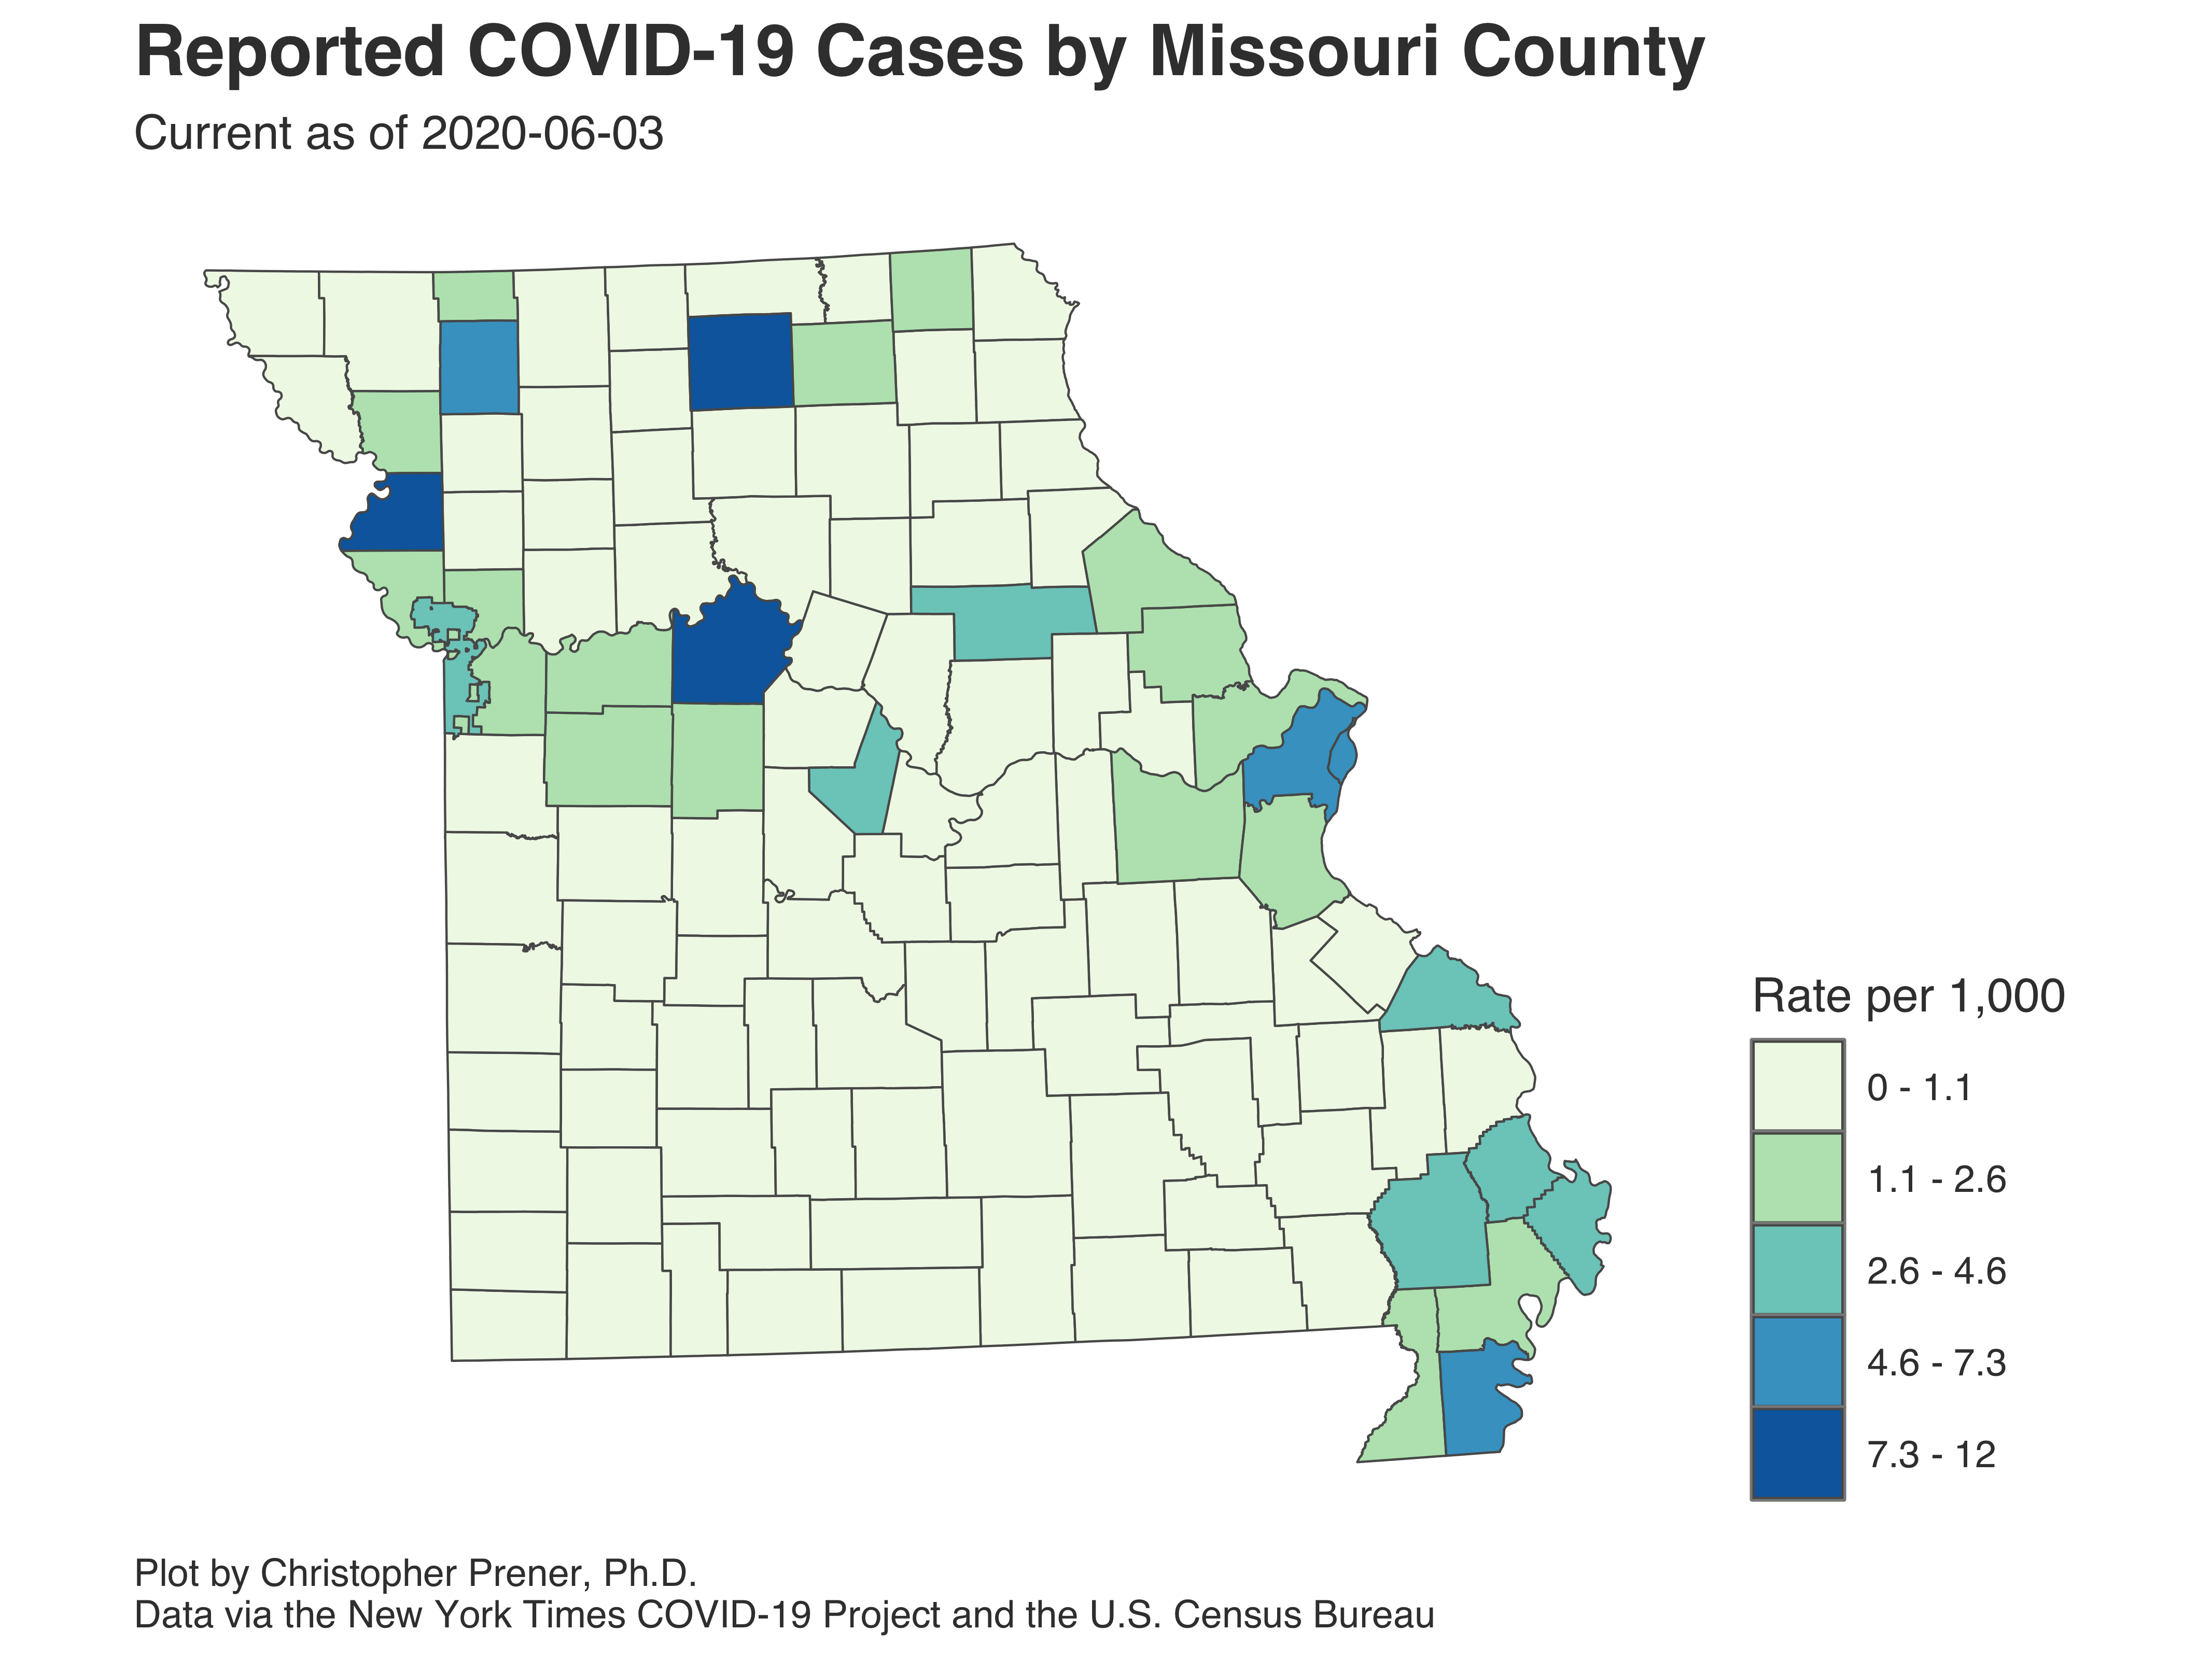 Reported COVID-19 Cases by Missouri County
Current as of 2020-06-03
Rate per 1,000
0 - 1.1
1.1 - 2.6
2.6 - 4.6
4.6 - 7.3
7.3 - 12
Plot by Christopher Prener, Ph.D.
Data via the New York Times COVID-19 Project and the U.S. Census Bureau